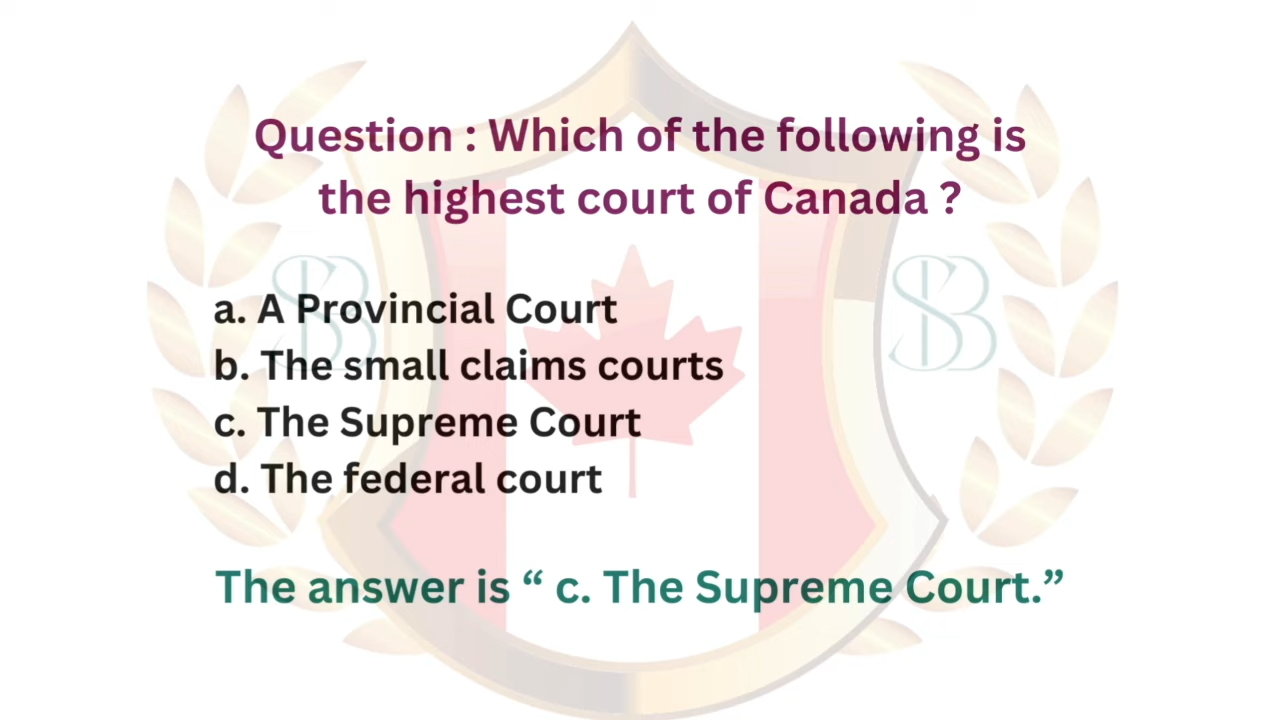 Question : Which of the following is
the highest court of Canada ?
a. A Provincial Court
b. The small claims courts
c. The Supreme Court
d. The federal court
The answer is “ c. The Supreme Court.”